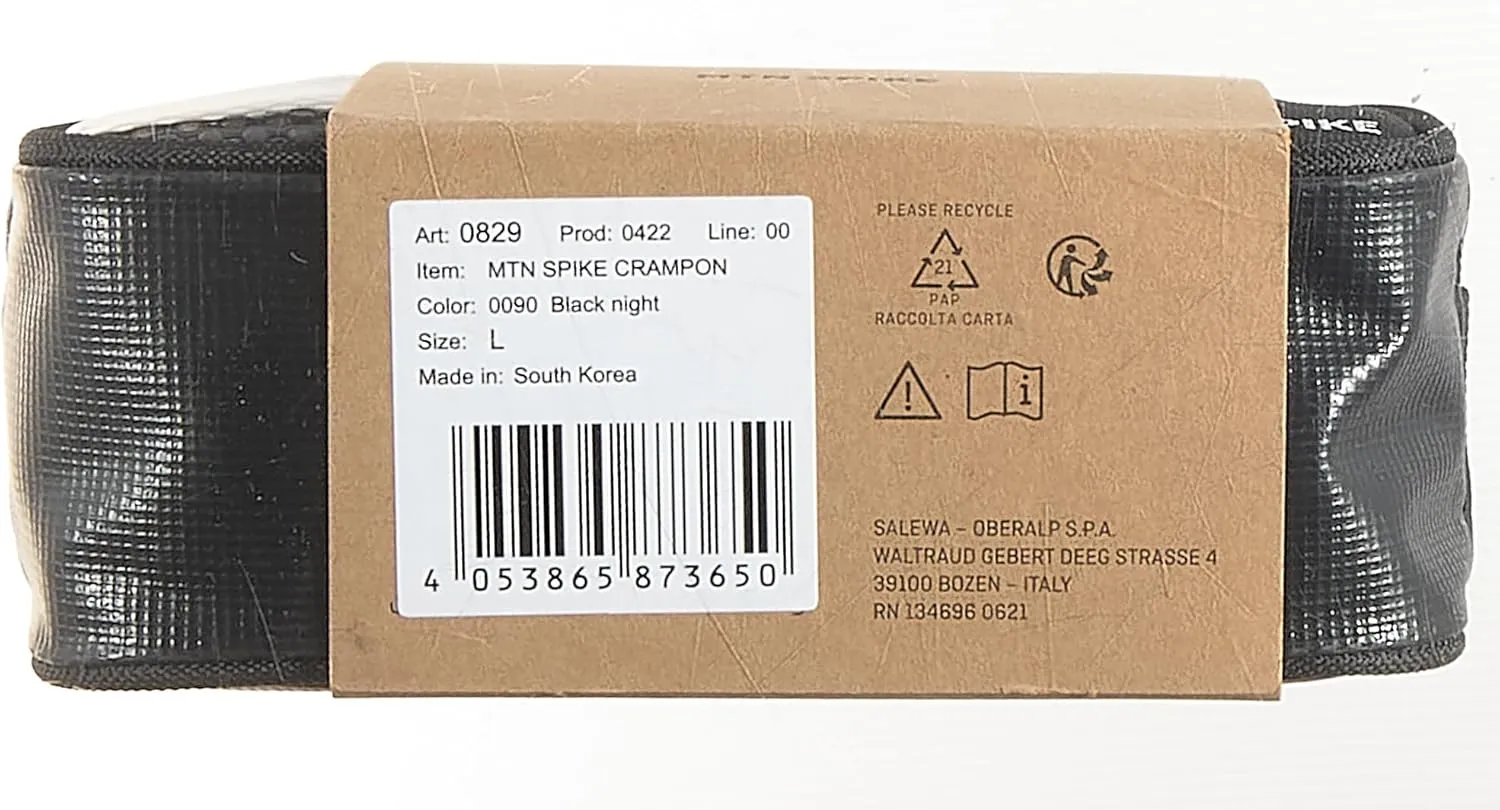 MTN SPIKE
PIKE
Art: 0829 Prod: 0422 Line: 00
Item: MTN SPIKE CRAMPON
Color: 0090 Black night
Size: L
Made in: South Korea
4 053865 873650
PLEASE RECYCLE
21
PAP
RACCOLTA CARTA
SALEWA – OBERALP S.P.A.
WALTRAUD GEBERT DEEG STRASSE 4
39100 BOZEN – ITALY
RN 134696 0621